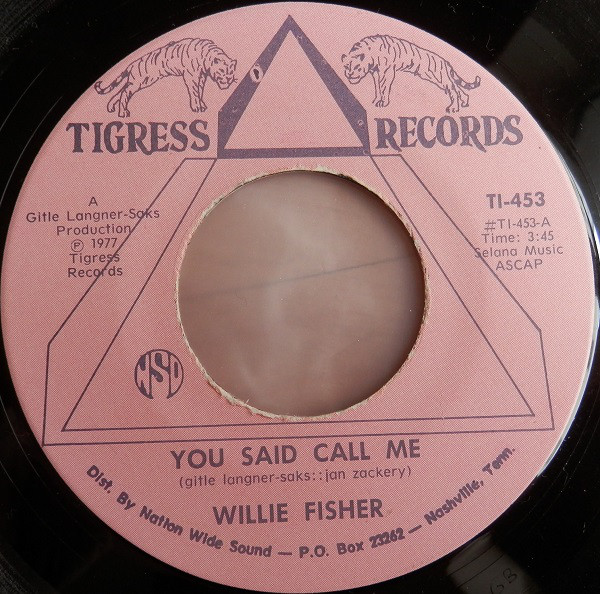 TIGRESS RECORDS
A
Gitle Langner-Saks
Production
Ⓟ 1977
Tigress
Records
TI-453
#TI-453-A
Time: 3:45
Selana Music
ASCAP
NSD
YOU SAID CALL ME
(gitle langner-saks::jan zackery)
WILLIE FISHER
Dist. By Nation Wide Sound — P.O. Box 23262 — Nashville, Tenn.